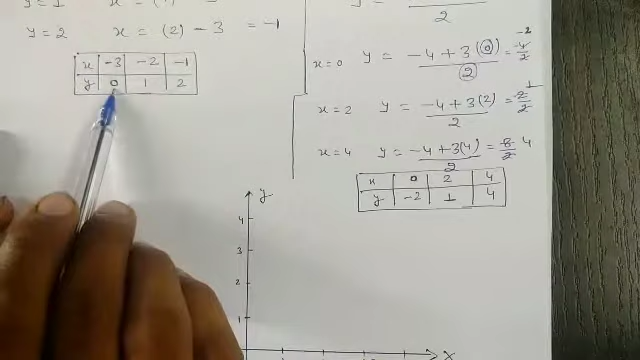 y=2 x = (2) - 3 = -1
x -3 -2 -1
y 0 1 2
2
x=0 y = -4+3(0)/2 = -4/2 -2
x=2 y = -4+3(2)/2 = 2/2 1
x=4 y = -4+3(4)/2 = 8/2 4
x 0 2 4
y -2 1 4
y
4
3
2
1
X